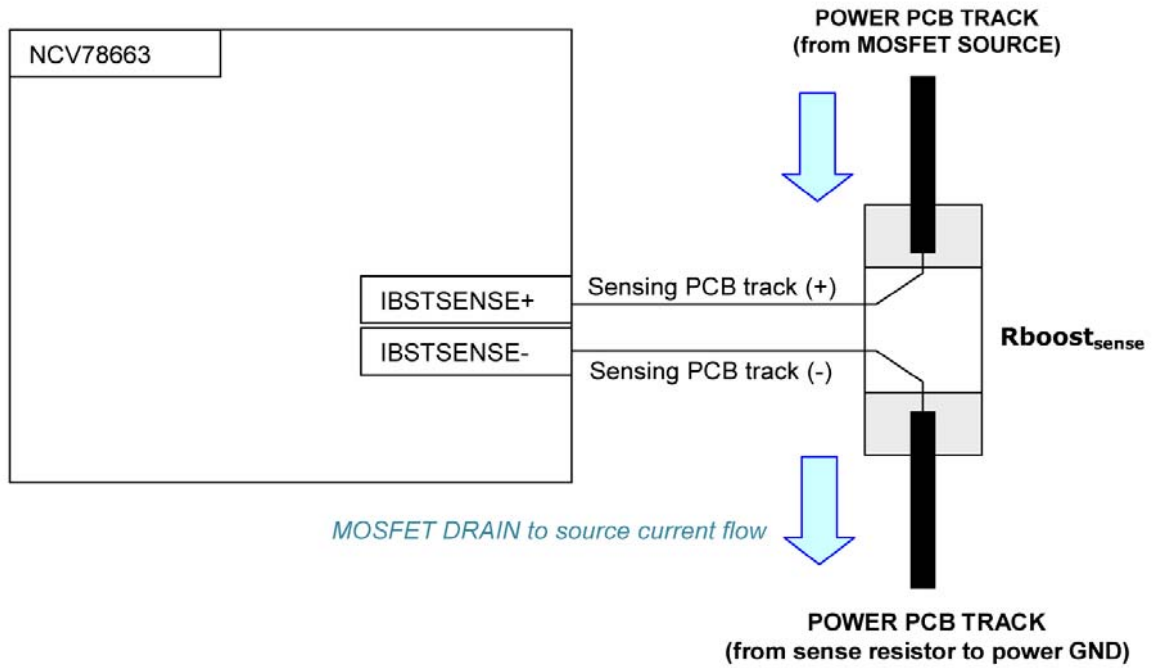 POWER PCB TRACK
(from MOSFET SOURCE)
NCV78663
IBSTSENSE+
Sensing PCB track (+)
IBSTSENSE-
Sensing PCB track (-)
Rboostsense
MOSFET DRAIN to source current flow
POWER PCB TRACK
(from sense resistor to power GND)